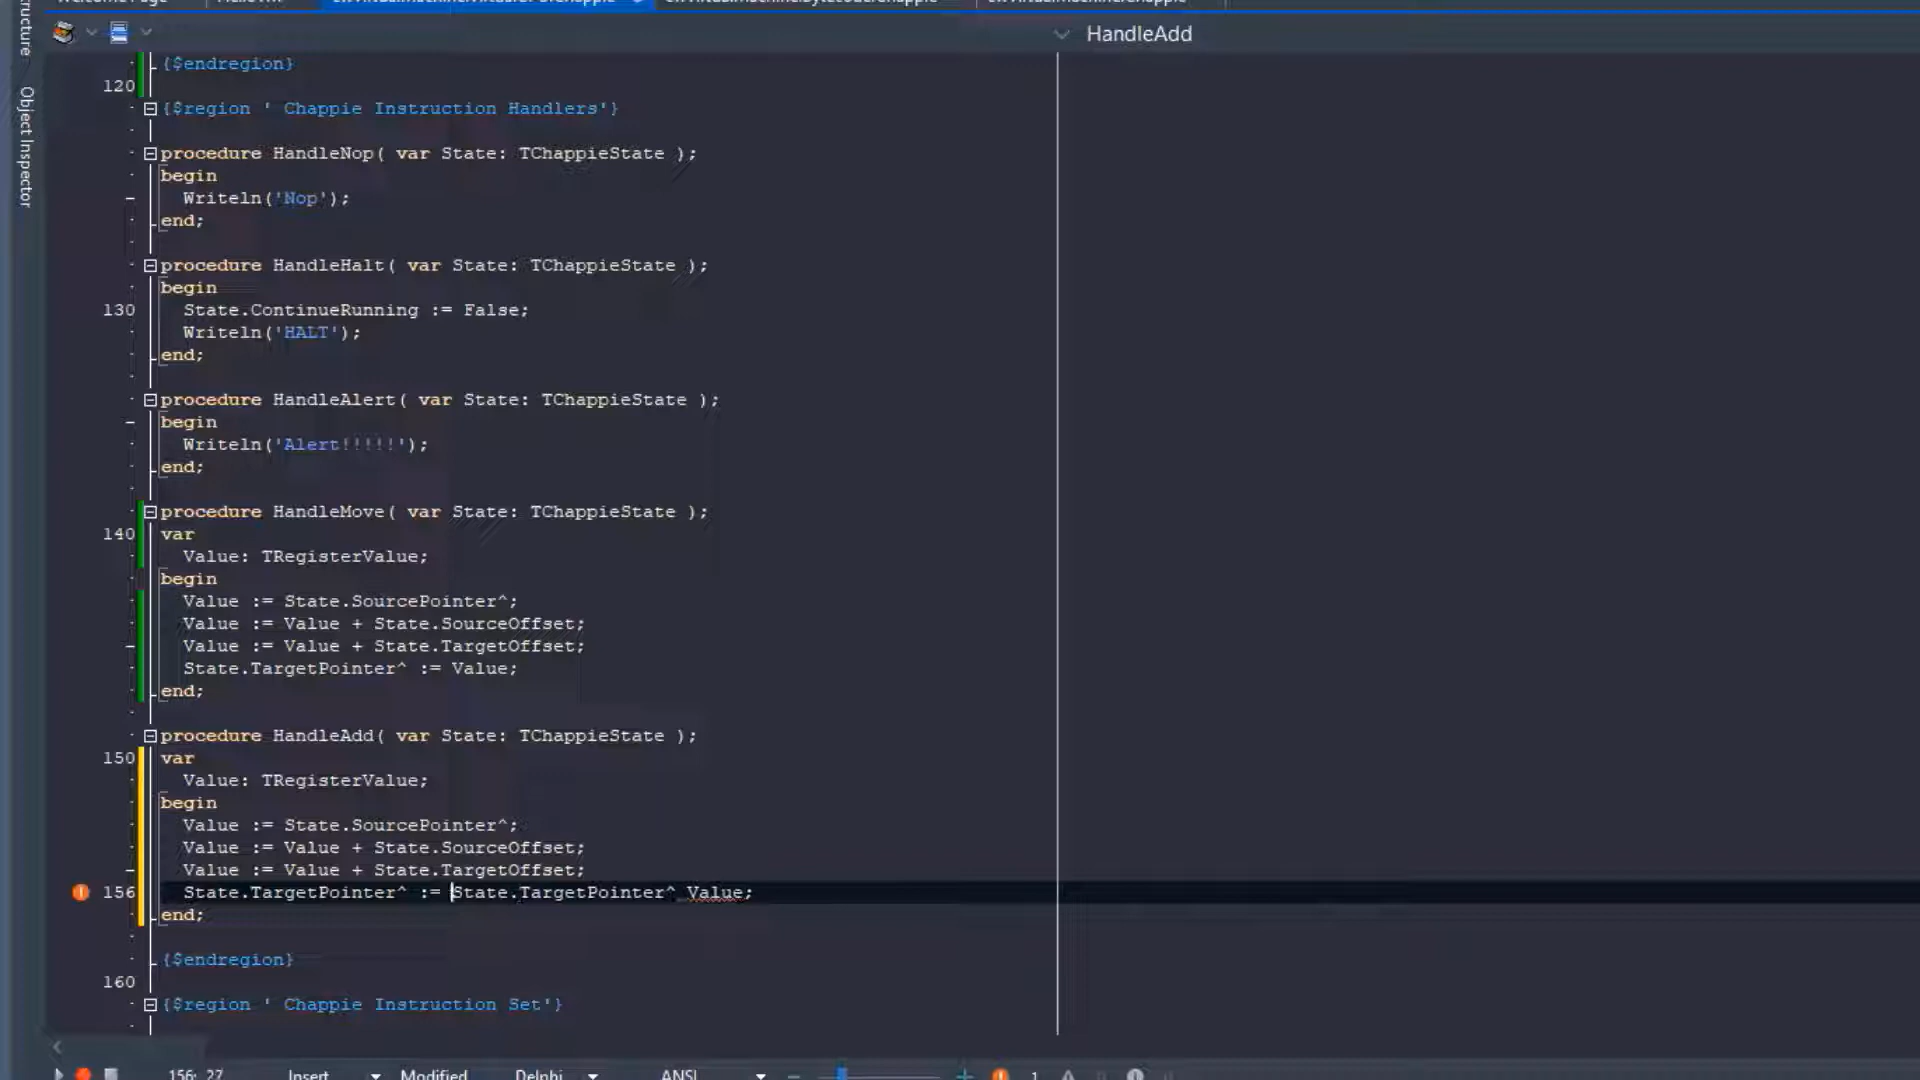 HandleAdd
Object Inspector
{$endregion}
120
{$region ' Chappie Instruction Handlers'}
procedure HandleNop( var State: TChappieState );
begin
Writeln('Nop');
end;
procedure HandleHalt( var State: TChappieState );
begin
130 State.ContinueRunning := False;
Writeln('HALT');
end;
procedure HandleAlert( var State: TChappieState );
begin
Writeln('Alert!!!!!');
end;
procedure HandleMove( var State: TChappieState );
140 var
Value: TRegisterValue;
begin
Value := State.SourcePointer^;
Value := Value + State.SourceOffset;
Value := Value + State.TargetOffset;
State.TargetPointer^ := Value;
end;
procedure HandleAdd( var State: TChappieState );
150 var
Value: TRegisterValue;
begin
Value := State.SourcePointer^;
Value := Value + State.SourceOffset;
Value := Value + State.TargetOffset;
156 State.TargetPointer^ := State.TargetPointer^ Value;
end;
{$endregion}
160
{$region ' Chappie Instruction Set'}
156: 27 Insert Modified Delphi ANSI 1